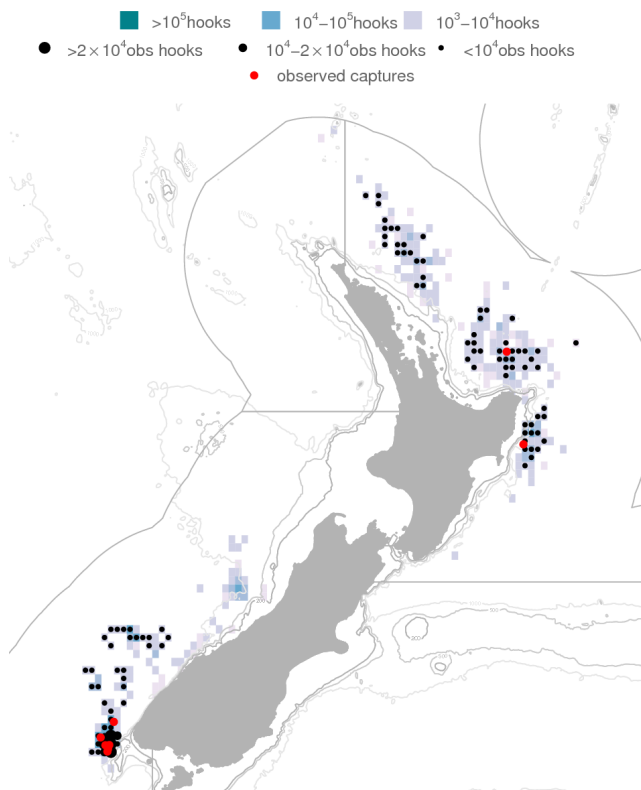 >10⁵hooks 10⁴−10⁵hooks 10³−10⁴hooks
>2×10⁴obs hooks 10⁴−2×10⁴obs hooks <10⁴obs hooks
observed captures